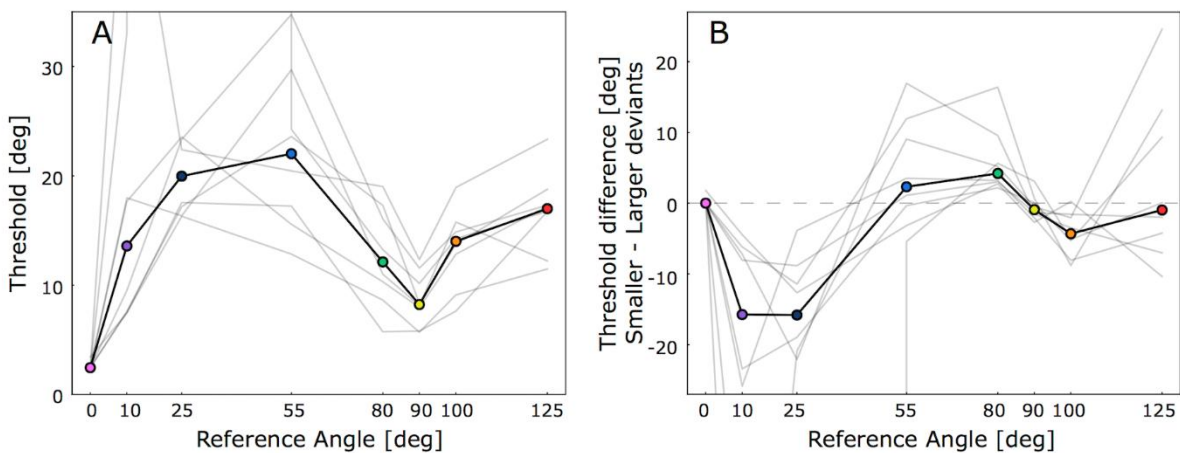 A
Threshold [deg]
30
20
10
0
0 10 25 55 80 90 100 125
Reference Angle [deg]
B
Threshold difference [deg]
Smaller - Larger deviants
20
10
0
-10
-20
0 10 25 55 80 90 100 125
Reference Angle [deg]